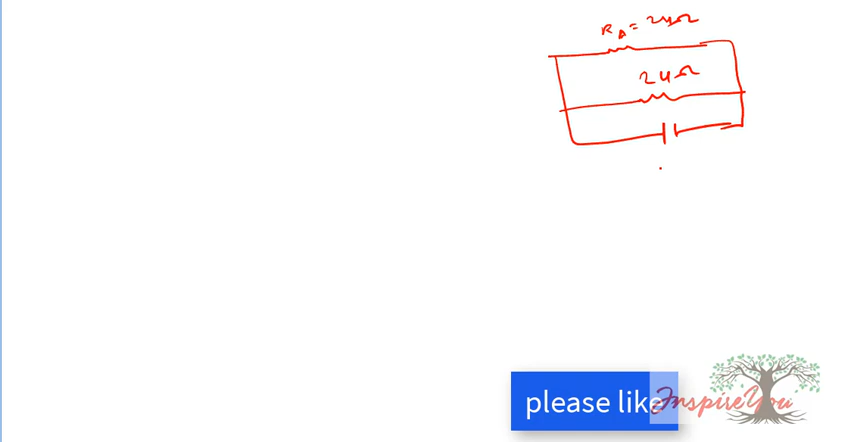 R_A = 24Ω
24Ω
please like
InspireYou